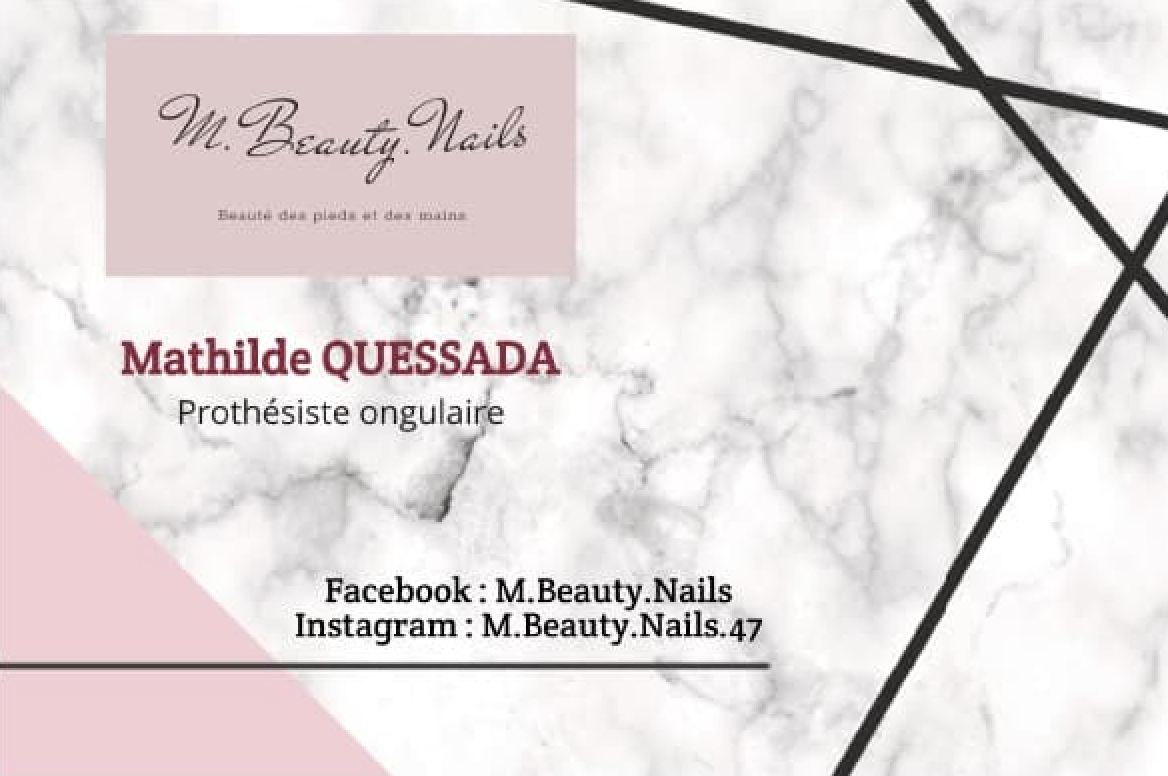 M.Beauty.Nails
Beauté des pieds et des mains
Mathilde QUESSADA
Prothésiste ongulaire
Facebook : M.Beauty.Nails
Instagram : M.Beauty.Nails.47